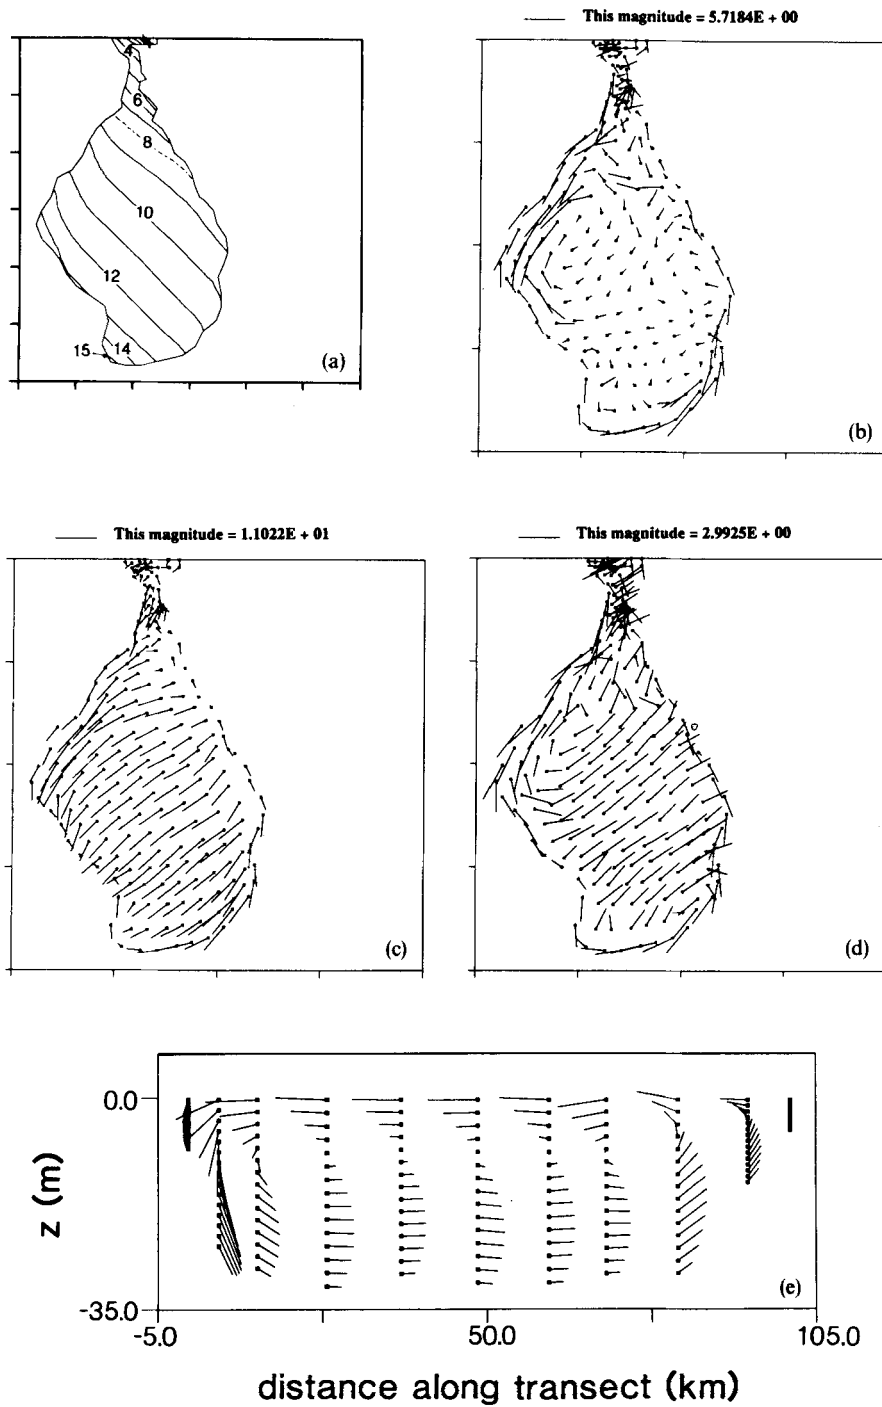 This magnitude = 5.7184E + 00
4
6
8
10
12
14
15
(a)
(b)
This magnitude = 1.1022E + 01
This magnitude = 2.9925E + 00
(c)
(d)
0.0
z (m)
-35.0
(e)
-5.0
50.0
105.0
distance along transect (km)